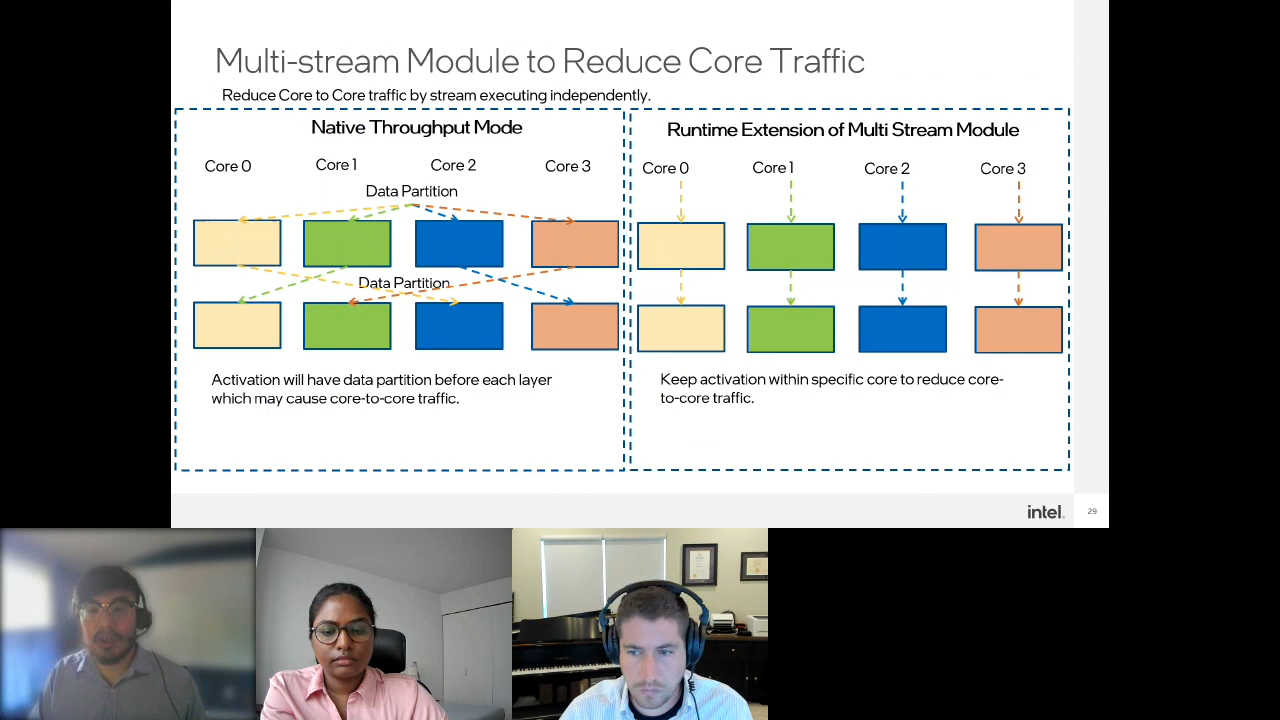 Multi-stream Module to Reduce Core Traffic
Reduce Core to Core traffic by stream executing independently.
Native Throughput Mode
Core 0 Core 1 Core 2 Core 3
Data Partition
Data Partition
Activation will have data partition before each layer
which may cause core-to-core traffic.
Runtime Extension of Multi Stream Module
Core 0 Core 1 Core 2 Core 3
Keep activation within specific core to reduce core-
to-core traffic.
intel.
29